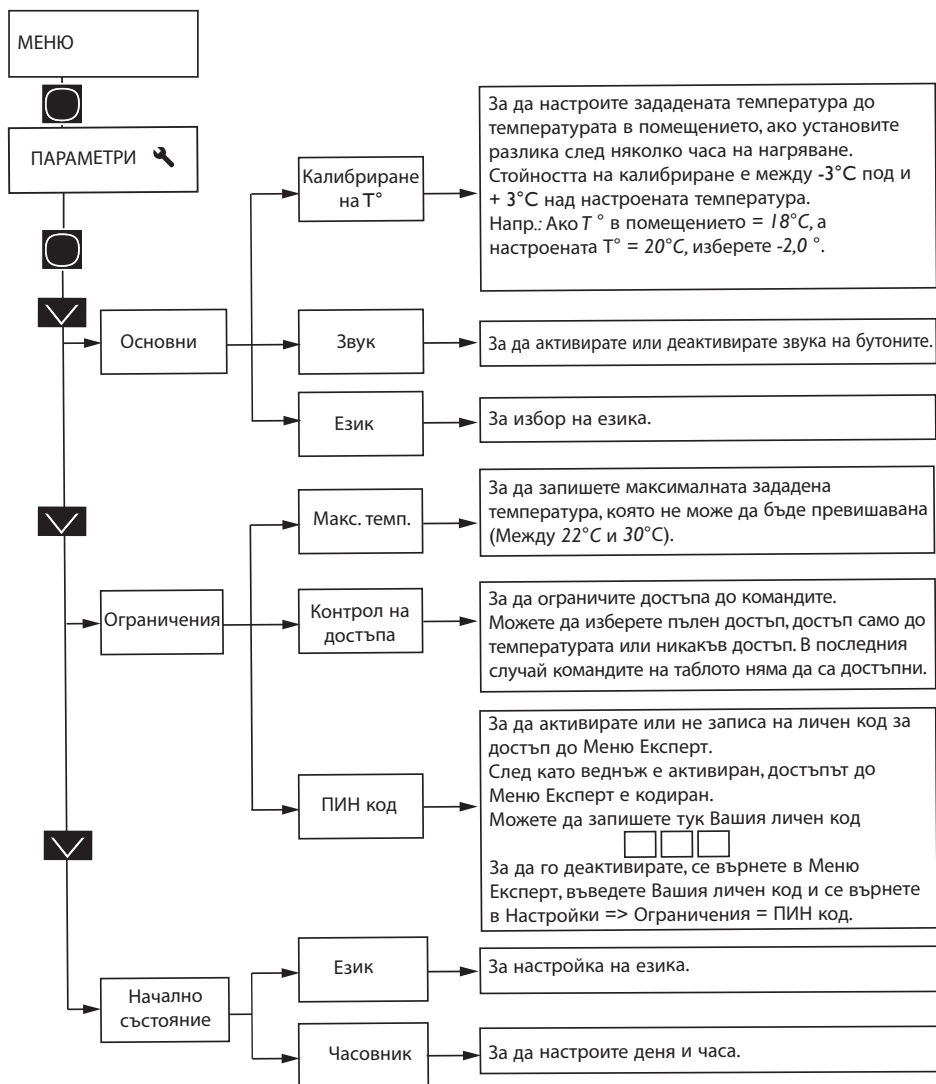 МЕНЮ
ПАРАМЕТРИ
Основни
Калибриране
на T°
За да настроите зададената температура до
температурата в помещението, ако установите
разлика след няколко часа на нагряване.
Стойността на калибриране е между -3°C под и
+ 3°C над настроената температура.
Напр.: Ако T ° в помещението = 18°C, а
настроената T° = 20°C, изберете -2,0 °.
Звук
За да активирате или деактивирате звука на бутоните.
Език
За избор на езика.
Ограничения
Макс. темп.
За да запишете максималната зададена
температура, която не може да бъде превишавана
(Между 22°C и 30°C).
Контрол на
достъпа
За да ограничите достъпа до командите.
Можете да изберете пълен достъп, достъп само до
температурата или никакъв достъп. В последния
случай командите на таблото няма да са достъпни.
ПИН код
За да активирате или не записа на личен код за
достъп до Меню Експерт.
След като веднъж е активиран, достъпът до
Меню Експерт е кодиран.
Можете да запишете тук Вашия личен код
За да го деактивирате, се върнете в Меню
Експерт, въведете Вашия личен код и се върнете
в Настройки => Ограничения = ПИН код.
Начално
състояние
Език
За настройка на езика.
Часовник
За да настроите деня и часа.